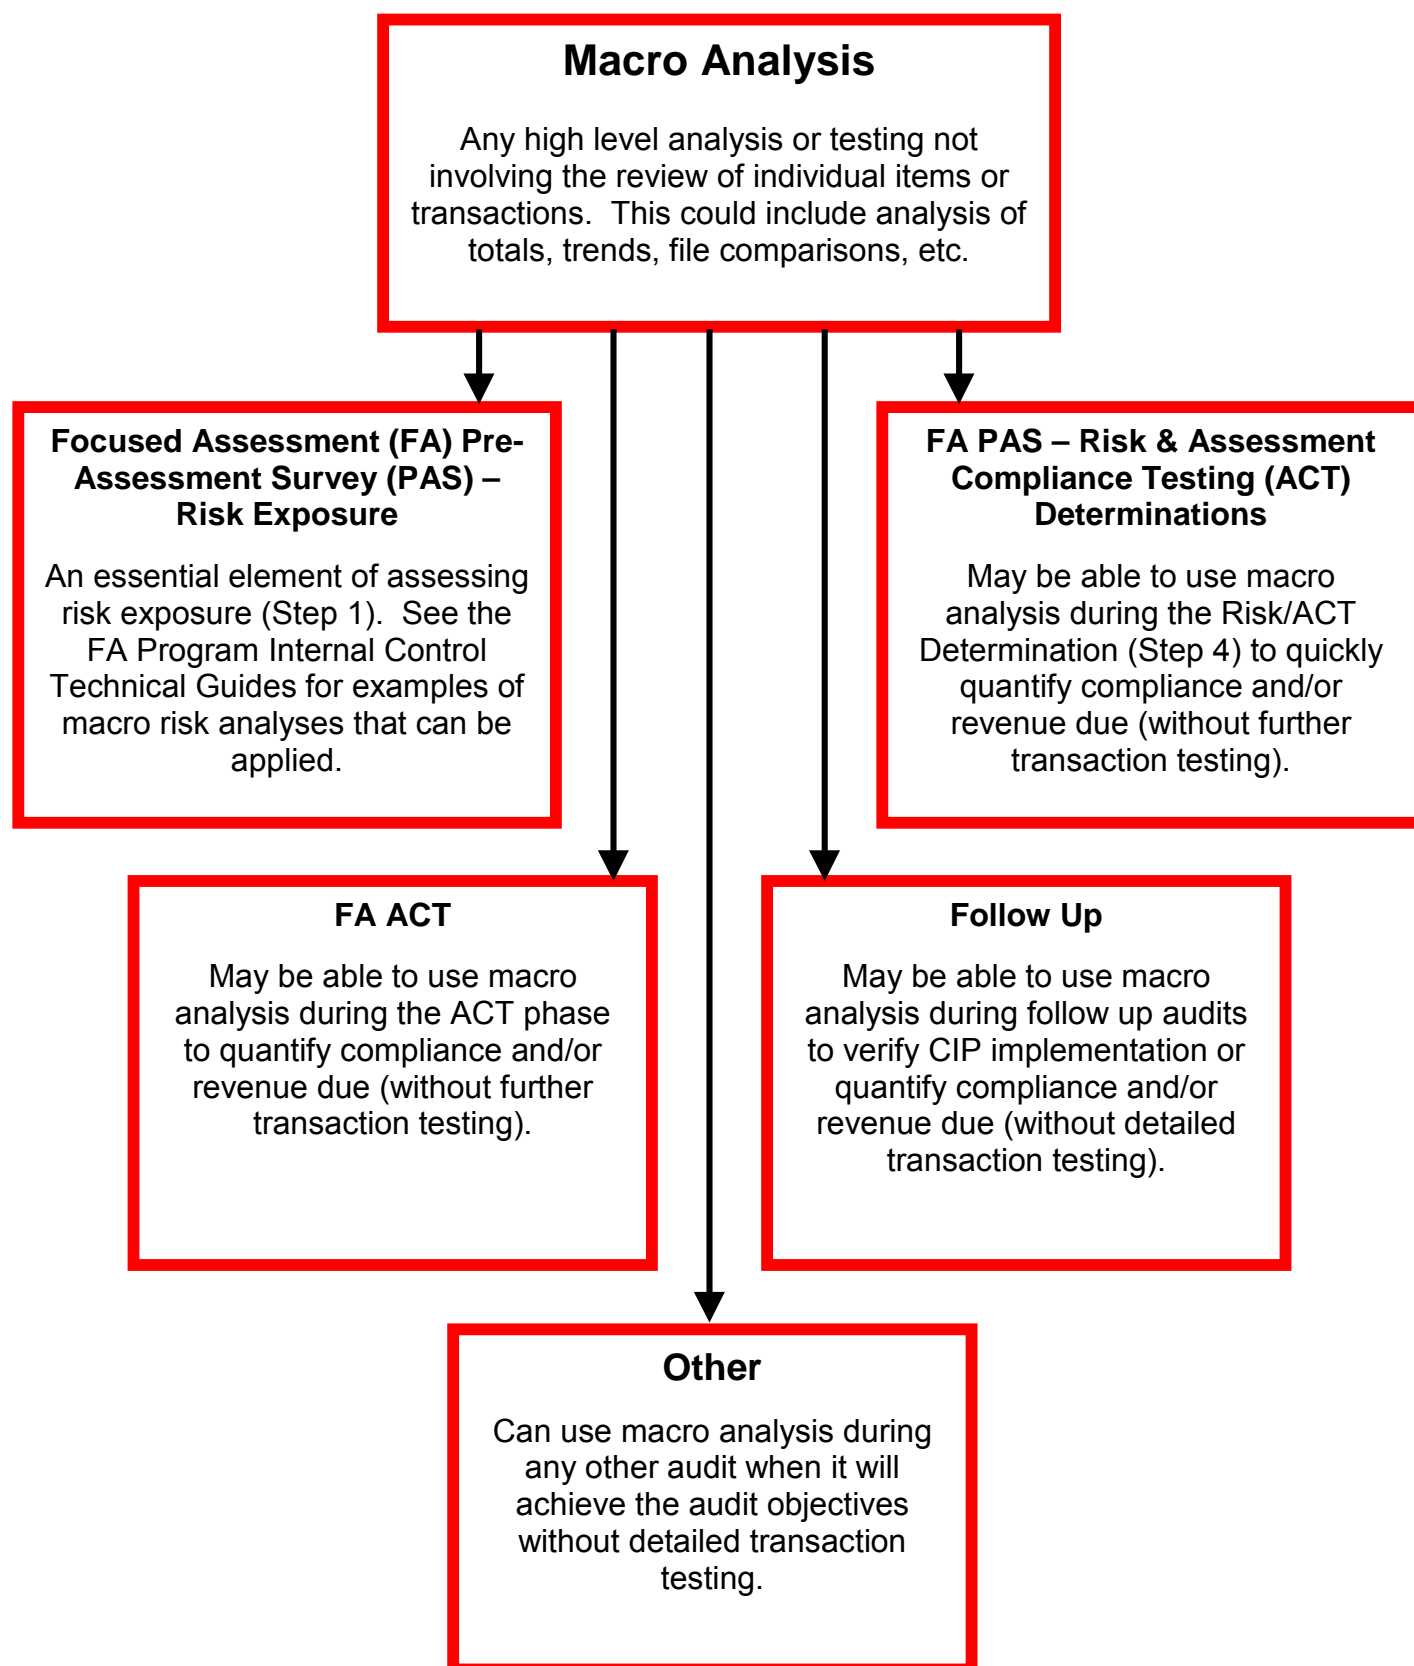 Macro Analysis
Any high level analysis or testing not
involving the review of individual items or
transactions.  This could include analysis of
totals, trends, file comparisons, etc.
Focused Assessment (FA) Pre-
Assessment Survey (PAS) –
Risk Exposure
An essential element of assessing
risk exposure (Step 1).  See the
FA Program Internal Control
Technical Guides for examples of
macro risk analyses that can be
applied.
FA PAS – Risk & Assessment
Compliance Testing (ACT)
Determinations
May be able to use macro
analysis during the Risk/ACT
Determination (Step 4) to quickly
quantify compliance and/or
revenue due (without further
transaction testing).
FA ACT
May be able to use macro
analysis during the ACT phase
to quantify compliance and/or
revenue due (without further
transaction testing).
Follow Up
May be able to use macro
analysis during follow up audits
to verify CIP implementation or
quantify compliance and/or
revenue due (without detailed
transaction testing).
Other
Can use macro analysis during
any other audit when it will
achieve the audit objectives
without detailed transaction
testing.